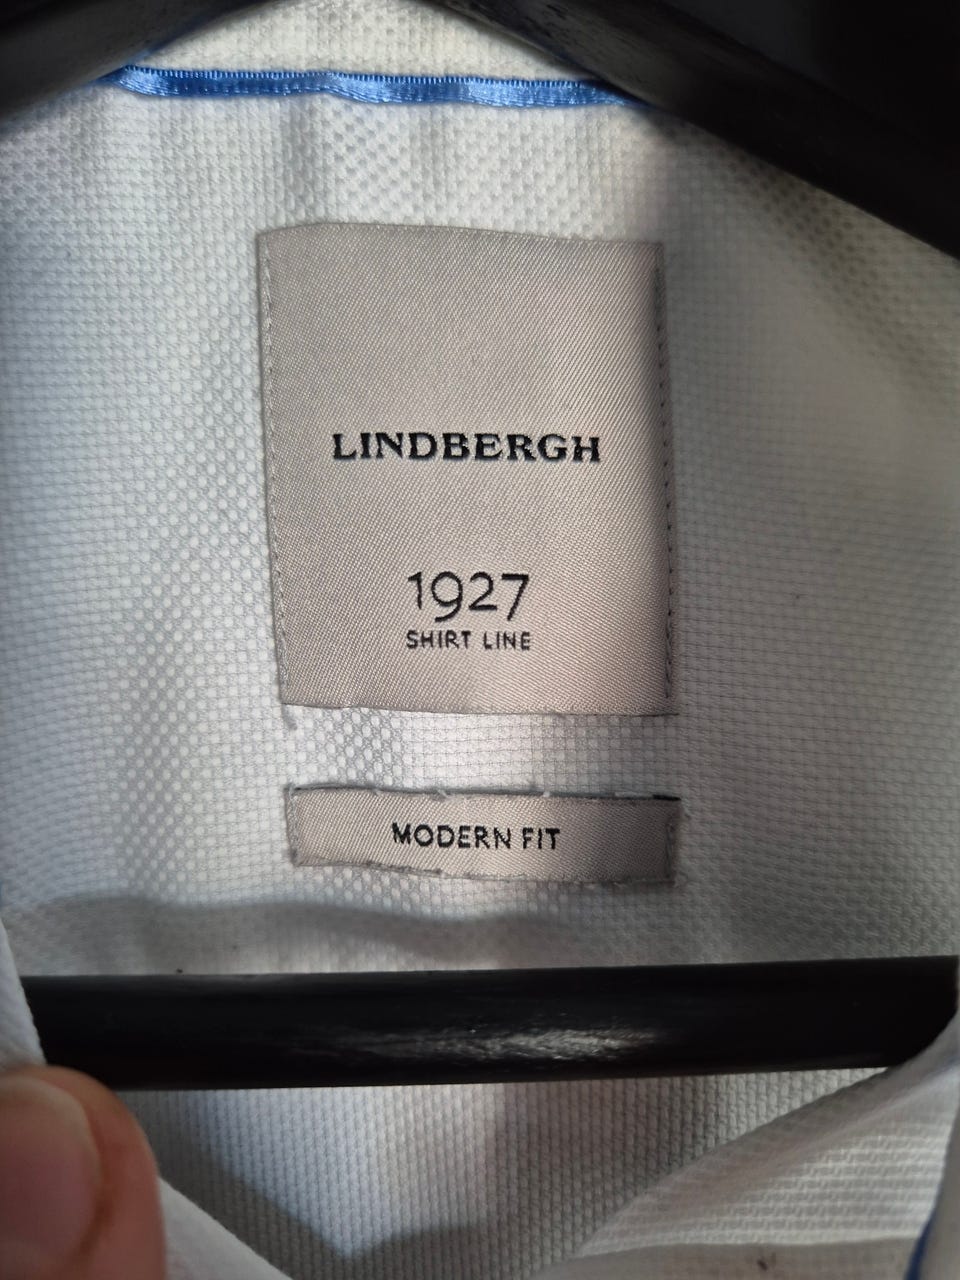 LINDBERGH
1927
SHIRT LINE
MODERN FIT